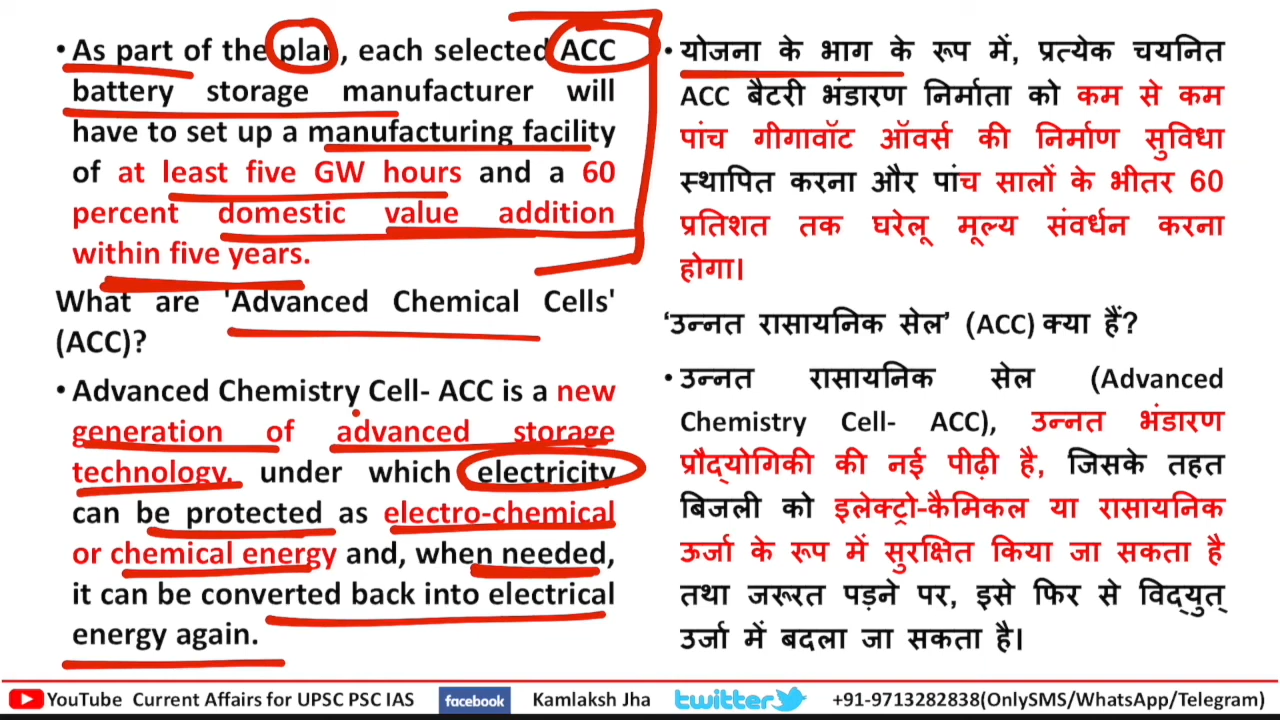 • As part of the plan, each selected ACC
battery storage manufacturer will
have to set up a manufacturing facility
of at least five GW hours and a 60
percent domestic value addition
within five years.
What are 'Advanced Chemical Cells'
(ACC)?
• Advanced Chemistry Cell- ACC is a new
generation of advanced storage
technology, under which electricity
can be protected as electro-chemical
or chemical energy and, when needed,
it can be converted back into electrical
energy again.
• योजना के भाग के रूप में, प्रत्येक चयनित
ACC बैटरी भंडारण निर्माता को कम से कम
पांच गीगावॉट ऑवर्स की निर्माण सुविधा
स्थापित करना और पांच सालों के भीतर 60
प्रतिशत तक घरेलू मूल्य संवर्धन करना
होगा।
‘उन्नत रासायनिक सेल’ (ACC) क्या हैं?
• उन्नत रासायनिक सेल (Advanced
Chemistry Cell- ACC), उन्नत भंडारण
प्रौद्योगिकी की नई पीढ़ी है, जिसके तहत
बिजली को इलेक्ट्रो-कैमिकल या रासायनिक
ऊर्जा के रूप में सुरक्षित किया जा सकता है
तथा जरूरत पड़ने पर, इसे फिर से विद्युत्
उर्जा में बदला जा सकता है।
YouTube Current Affairs for UPSC PSC IAS facebook Kamlaksh Jha twitter +91-9713282838(OnlySMS/WhatsApp/Telegram)